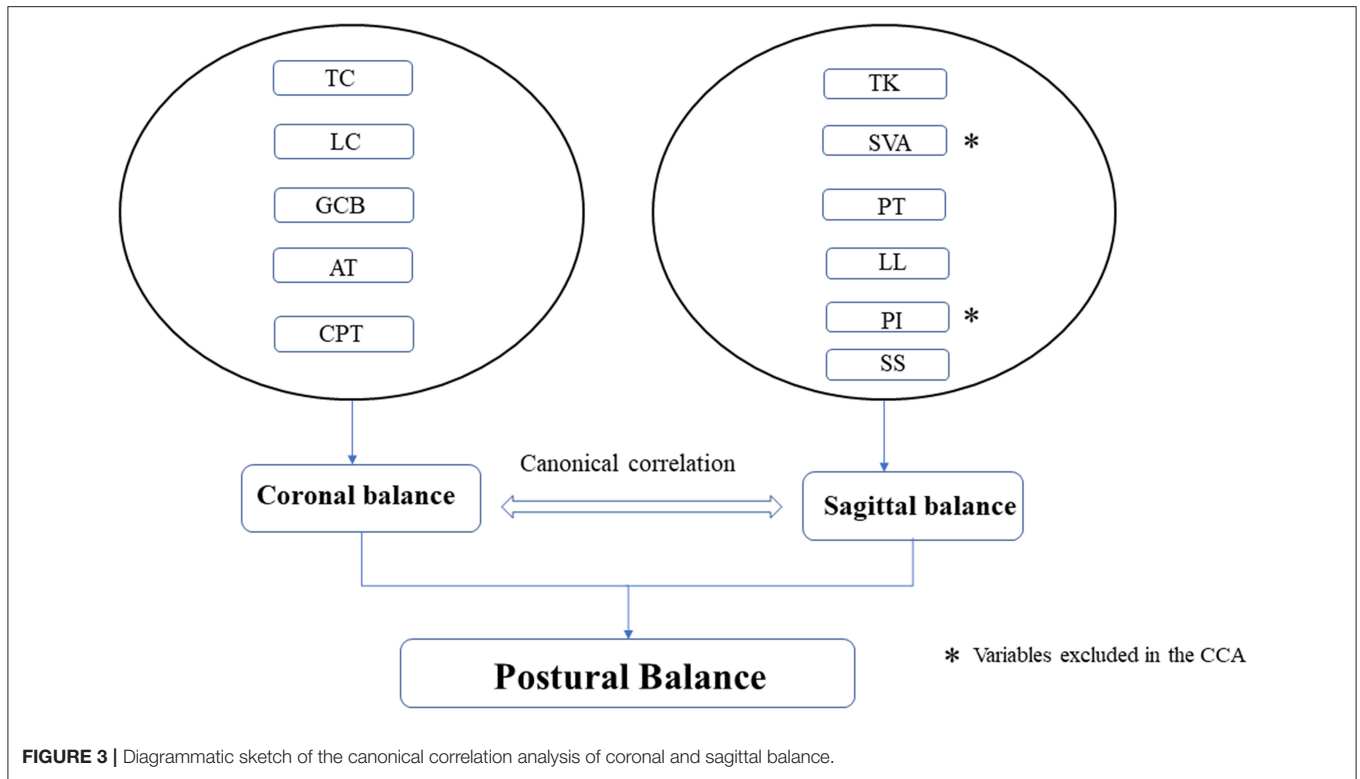 TC
LC
GCB
AT
CPT
TK
SVA *
PT
LL
PI *
SS
Canonical correlation
Coronal balance
Sagittal balance
Postural Balance
* Variables excluded in the CCA
FIGURE 3 | Diagrammatic sketch of the canonical correlation analysis of coronal and sagittal balance.